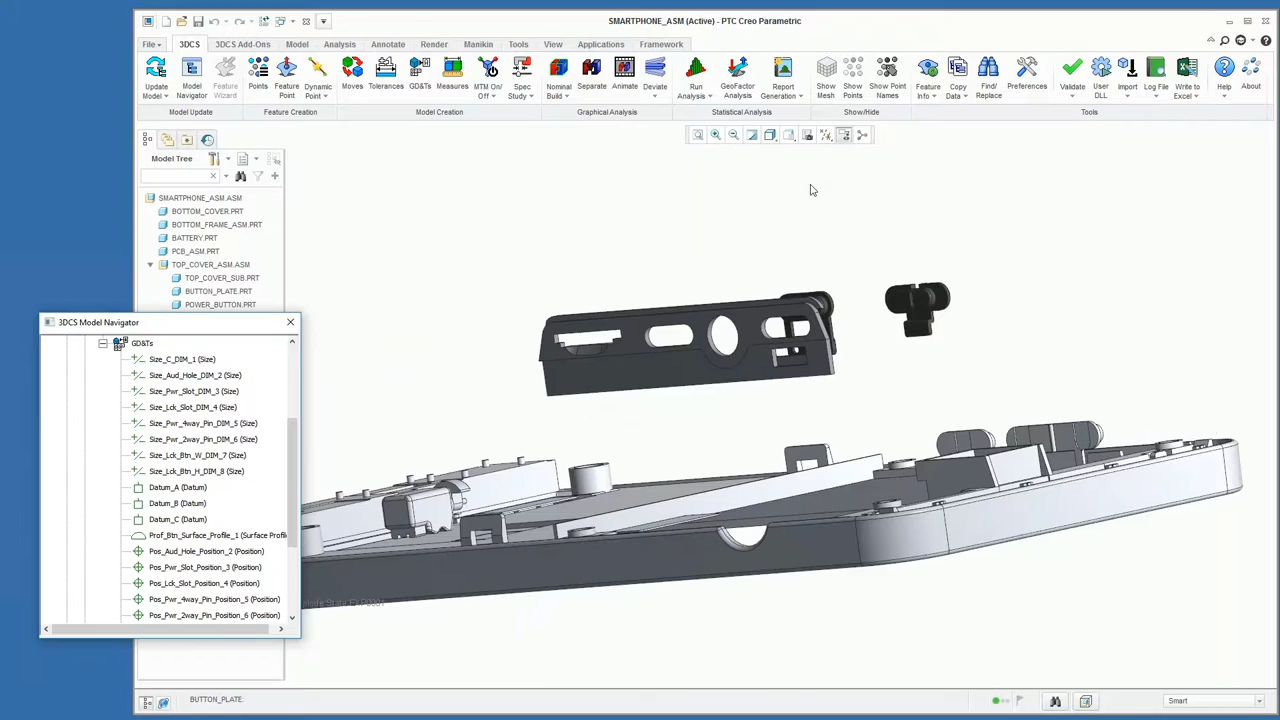 SMARTPHONE_ASM (Active) - PTC Creo Parametric
File
3DCS
3DCS Add-Ons
Model
Analysis
Annotate
Render
Manikin
Tools
View
Applications
Framework
Update Model
Model Navigator
Feature Wizard
Points
Feature Point
Dynamic Point
Moves
Tolerances
GD&Ts
Measures
MTM On/Off
Spec Study
Nominal Build
Separate
Animate
Deviate
Run Analysis
GeoFactor Analysis
Report Generation
Show Mesh
Show Points
Show Point Names
Feature Info
Copy Data
Find/Replace
Preferences
Validate
User DLL
Import
Log File
Write to Excel
Help
About
Model Update
Feature Creation
Model Creation
Graphical Analysis
Statistical Analysis
Show/Hide
Tools
Model Tree
SMARTPHONE_ASM.ASM
BOTTOM_COVER.PRT
BOTTOM_FRAME_ASM.PRT
BATTERY.PRT
PCB_ASM.PRT
TOP_COVER_ASM.ASM
TOP_COVER_SUB.PRT
BUTTON_PLATE.PRT
POWER_BUTTON.PRT
3DCS Model Navigator
GD&Ts
Size_C_DIM_1 (Size)
Size_Aud_Hole_DIM_2 (Size)
Size_Pwr_Slot_DIM_3 (Size)
Size_Lck_Slot_DIM_4 (Size)
Size_Pwr_4way_Pin_DIM_5 (Size)
Size_Pwr_2way_Pin_DIM_6 (Size)
Size_Lck_Btn_W_DIM_7 (Size)
Size_Lck_Btn_H_DIM_8 (Size)
Datum_A (Datum)
Datum_B (Datum)
Datum_C (Datum)
Prof_Btn_Surface_Profile_1 (Surface Profile
Pos_Aud_Hole_Position_2 (Position)
Pos_Pwr_Slot_Position_3 (Position)
Pos_Lck_Slot_Position_4 (Position)
Pos_Pwr_4way_Pin_Position_5 (Position)
Pos_Pwr_2way_Pin_Position_6 (Position)
BUTTON_PLATE:
Smart